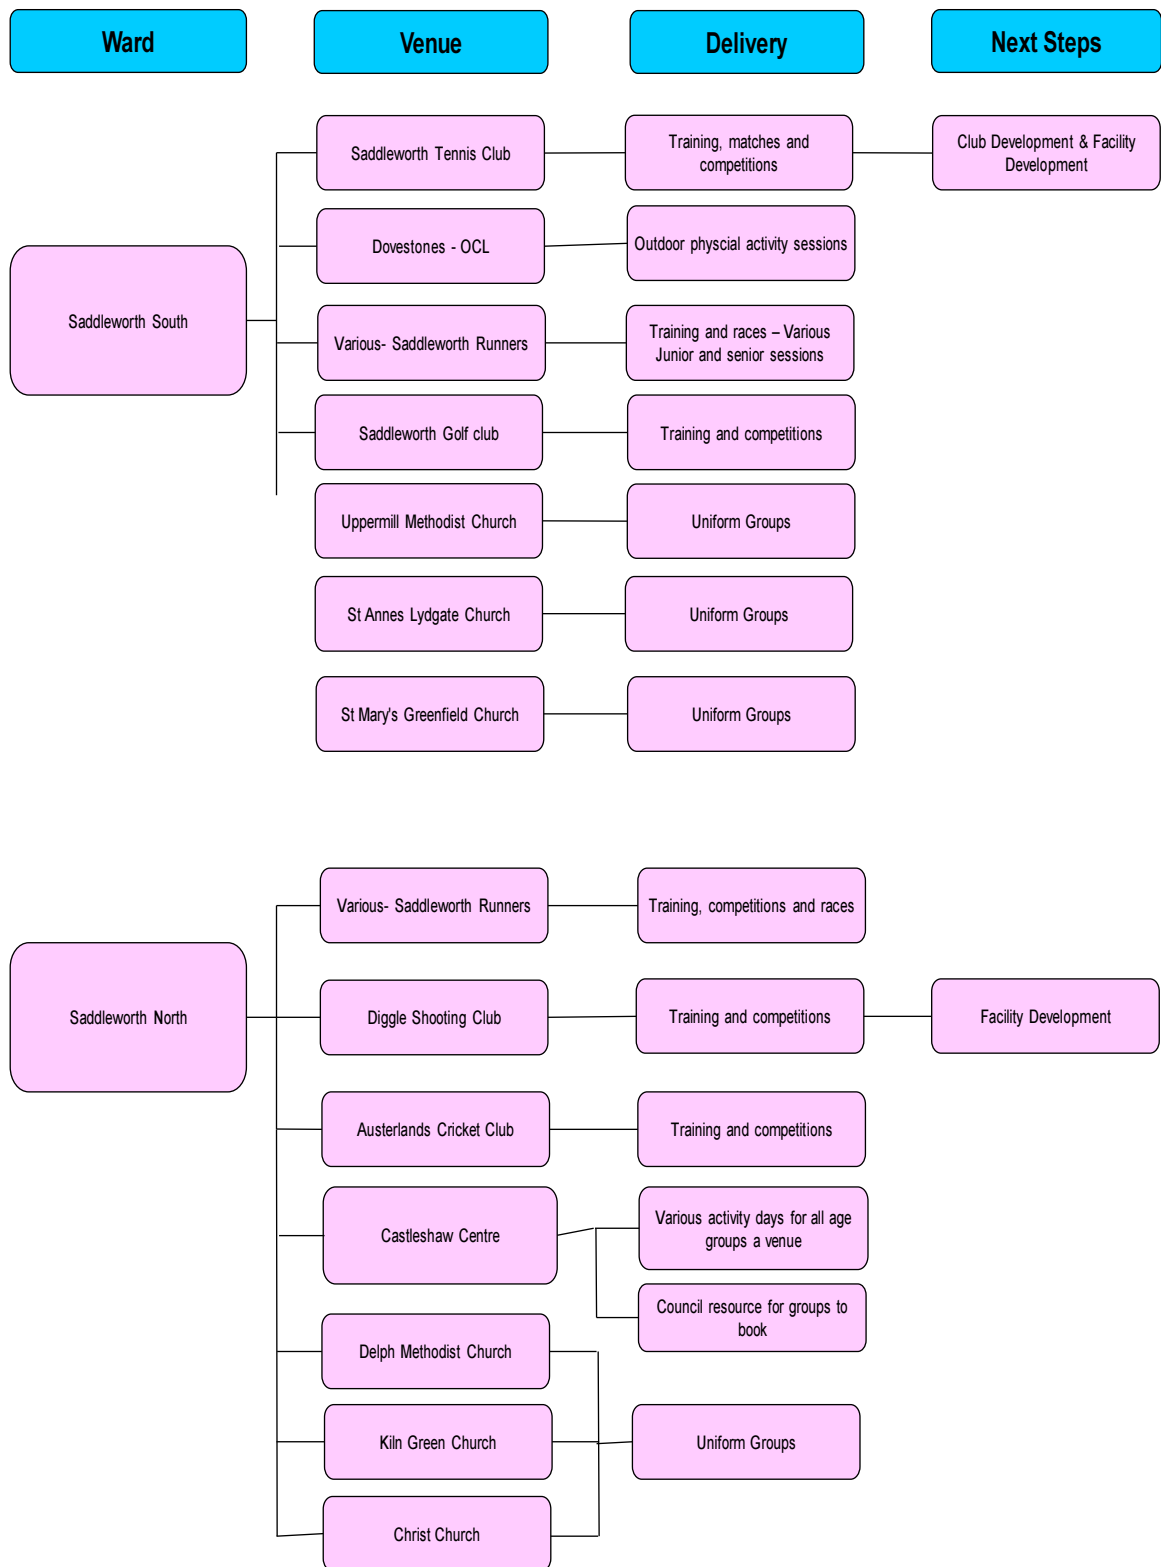 Ward
Venue
Delivery
Next Steps
Saddleworth South
Saddleworth Tennis Club
Training, matches and
competitions
Club Development & Facility
Development
Dovestones - OCL
Outdoor physcial activity sessions
Various- Saddleworth Runners
Training and races – Various
Junior and senior sessions
Saddleworth Golf club
Training and competitions
Uppermill Methodist Church
Uniform Groups
St Annes Lydgate Church
Uniform Groups
St Mary's Greenfield Church
Uniform Groups
Saddleworth North
Various- Saddleworth Runners
Training, competitions and races
Diggle Shooting Club
Training and competitions
Facility Development
Austerlands Cricket Club
Training and competitions
Castleshaw Centre
Various activity days for all age
groups a venue
Council resource for groups to
book
Delph Methodist Church
Kiln Green Church
Uniform Groups
Christ Church